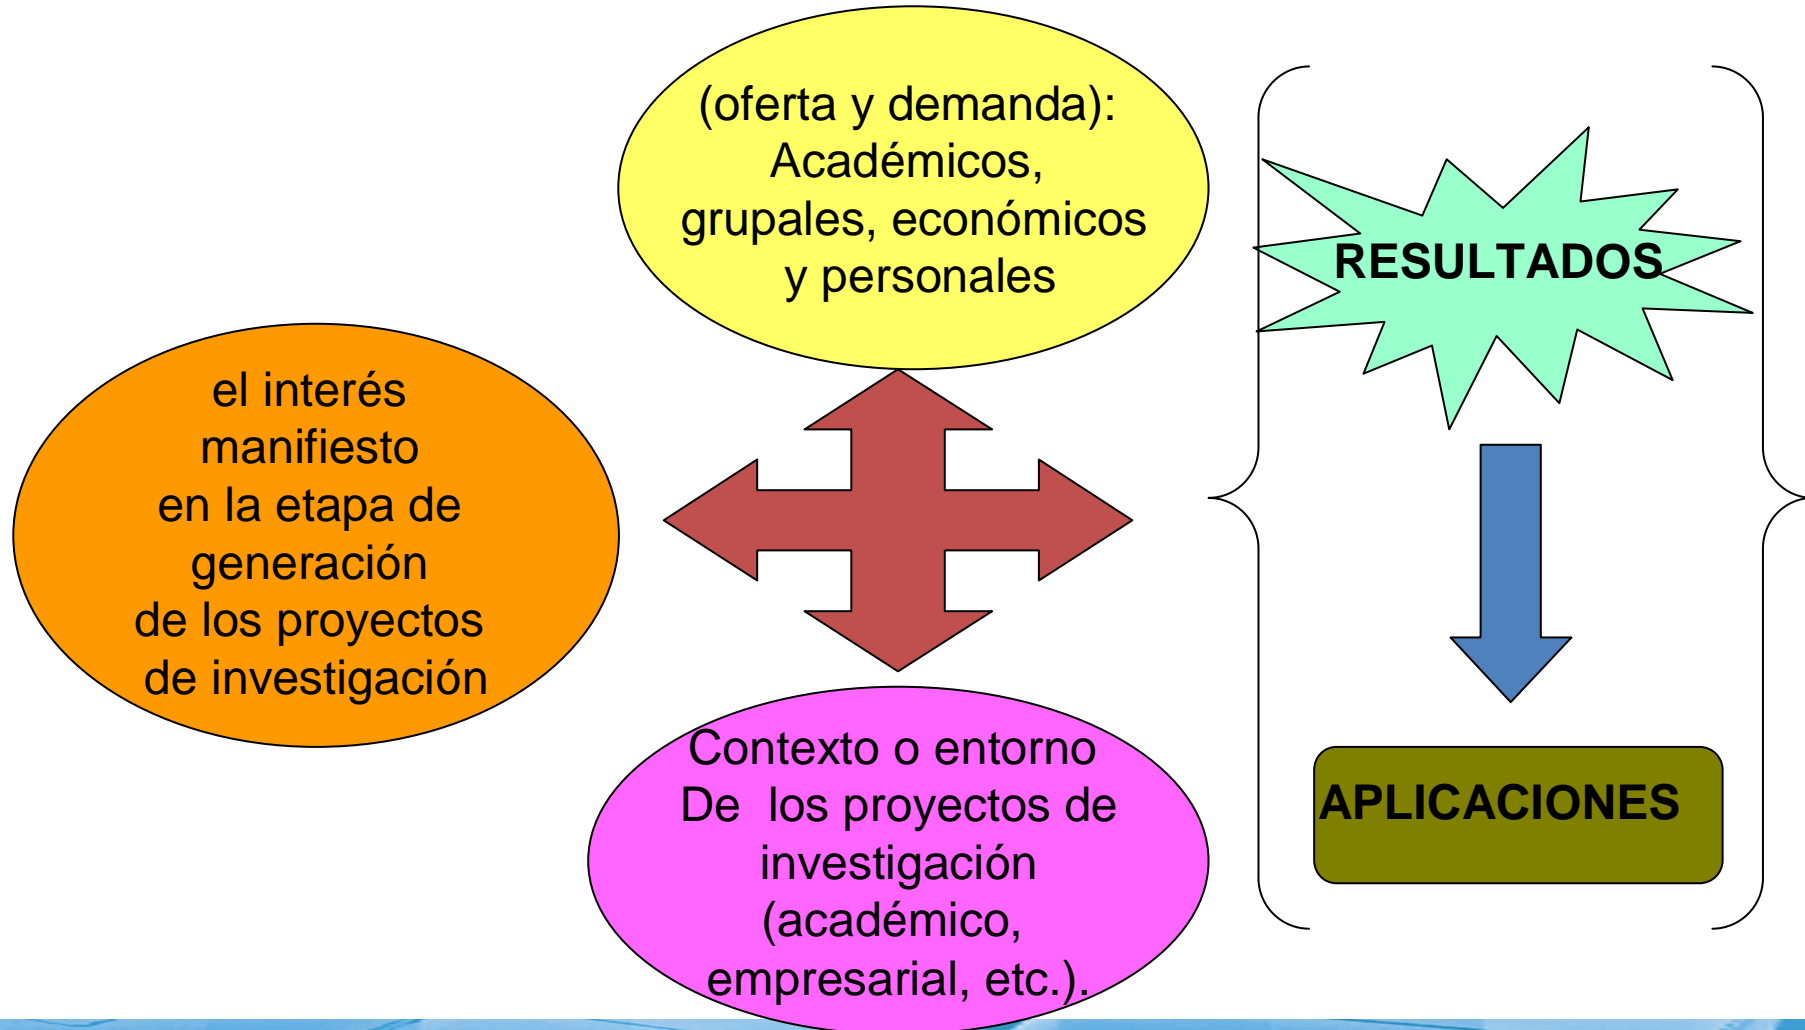 (oferta y demanda):
Académicos,
grupales, económicos
y personales
RESULTADOS
el interés
manifiesto
en la etapa de
generación
de los proyectos
de investigación
Contexto o entorno
De los proyectos de
investigación
(académico,
empresarial, etc.).
APLICACIONES